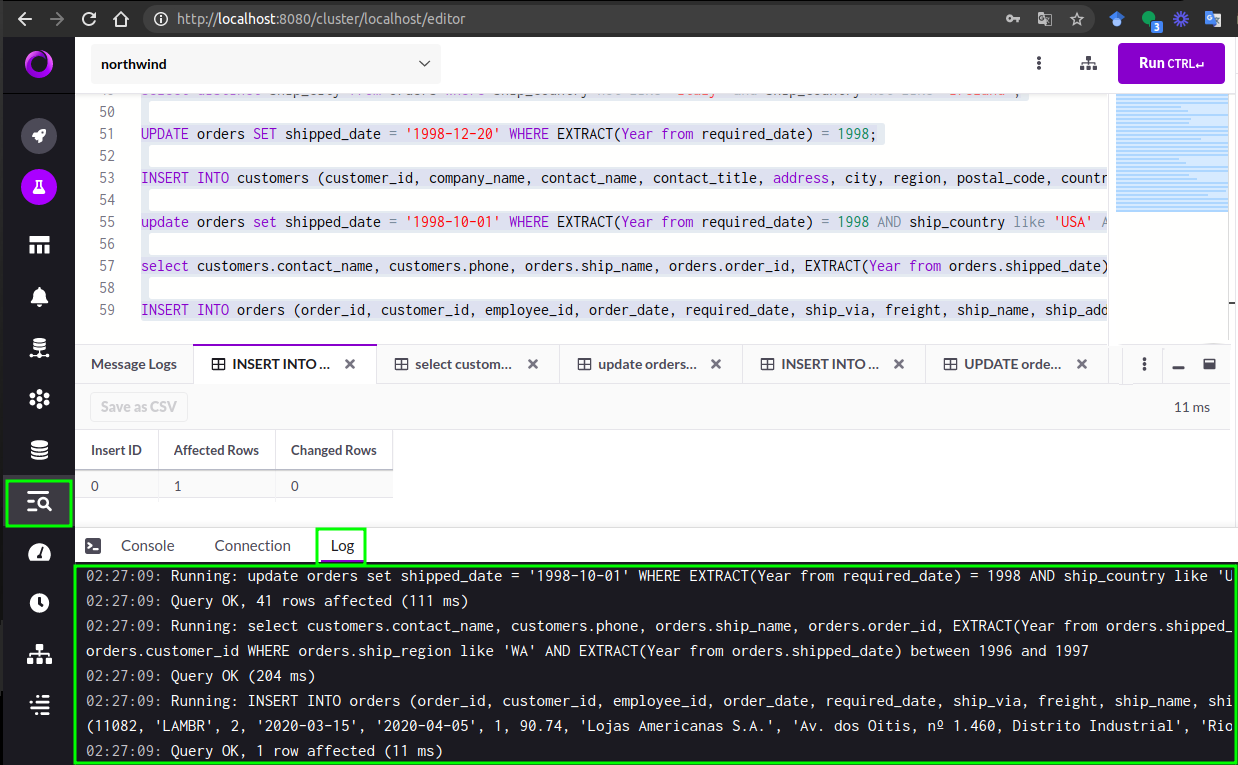 http://localhost:8080/cluster/localhost/editor
3
northwind
Run CTRL↵
50
51 UPDATE orders SET shipped_date = '1998-12-20' WHERE EXTRACT(Year from required_date) = 1998;
52
53 INSERT INTO customers (customer_id, company_name, contact_name, contact_title, address, city, region, postal_code, countr
54
55 update orders set shipped_date = '1998-10-01' WHERE EXTRACT(Year from required_date) = 1998 AND ship_country like 'USA' A
56
57 select customers.contact_name, customers.phone, orders.ship_name, orders.order_id, EXTRACT(Year from orders.shipped_date)
58
59 INSERT INTO orders (order_id, customer_id, employee_id, order_date, required_date, ship_via, freight, ship_name, ship_add
Message Logs INSERT INTO ... select custom... update orders... INSERT INTO ... UPDATE orde...
Save as CSV 11 ms
Insert ID Affected Rows Changed Rows
0 1 0
Console Connection Log
02:27:09: Running: update orders set shipped_date = '1998-10-01' WHERE EXTRACT(Year from required_date) = 1998 AND ship_country like 'U
02:27:09: Query OK, 41 rows affected (111 ms)
02:27:09: Running: select customers.contact_name, customers.phone, orders.ship_name, orders.order_id, EXTRACT(Year from orders.shipped_
orders.customer_id WHERE orders.ship_region like 'WA' AND EXTRACT(Year from orders.shipped_date) between 1996 and 1997
02:27:09: Query OK (204 ms)
02:27:09: Running: INSERT INTO orders (order_id, customer_id, employee_id, order_date, required_date, ship_via, freight, ship_name, shi
(11082, 'LAMBR', 2, '2020-03-15', '2020-04-05', 1, 90.74, 'Lojas Americanas S.A.', 'Av. dos Oitis, nº 1.460, Distrito Industrial', 'Rio
02:27:09: Query OK, 1 row affected (11 ms)